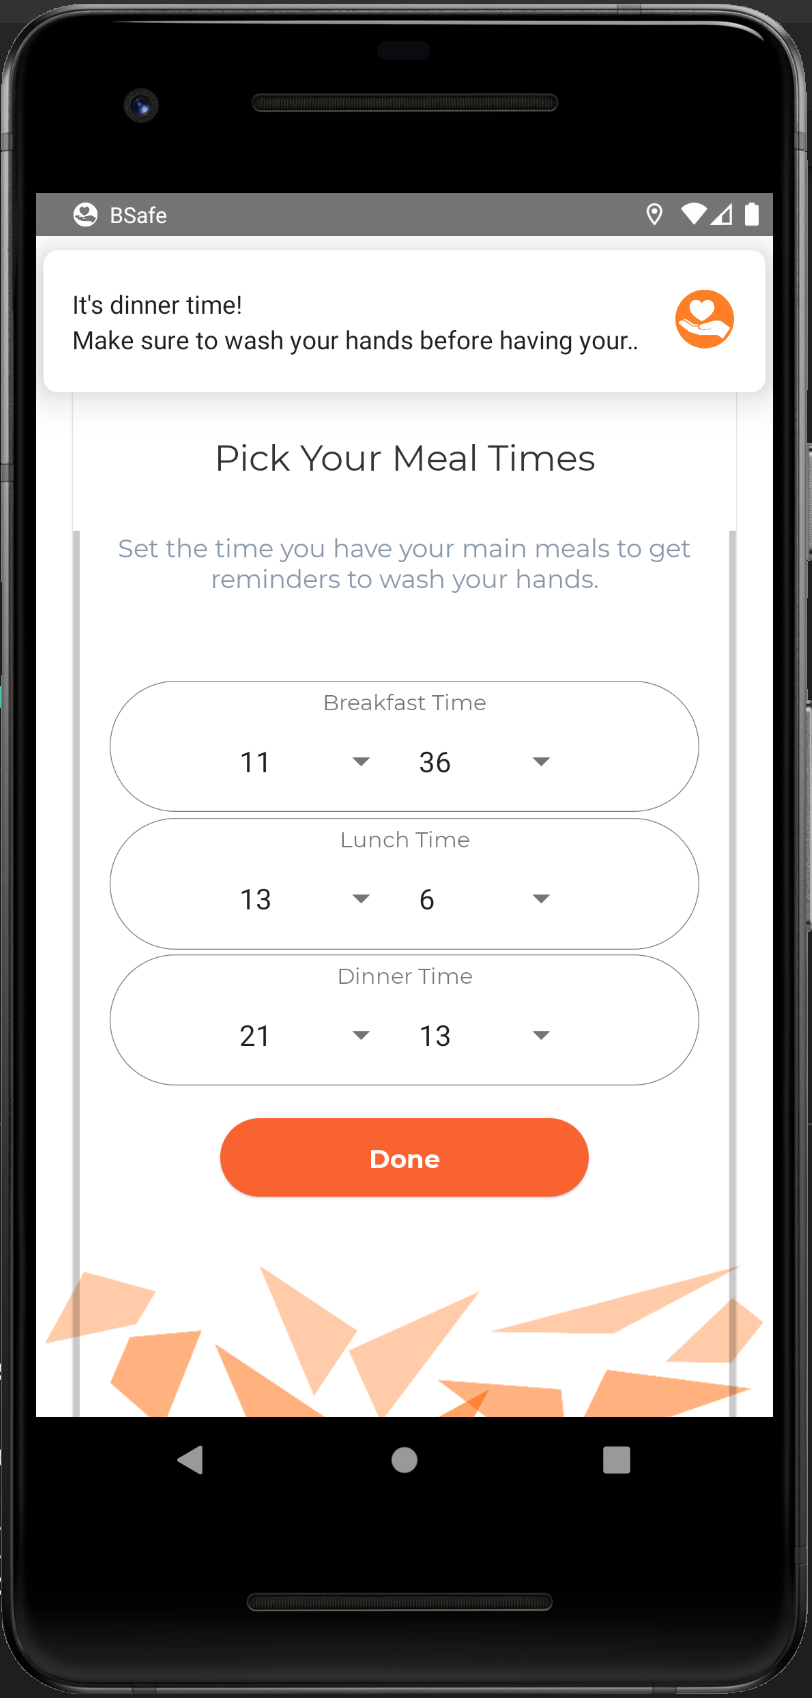 BSafe
It's dinner time!
Make sure to wash your hands before having your..
Pick Your Meal Times
Set the time you have your main meals to get
reminders to wash your hands.
Breakfast Time
11 36
Lunch Time
13 6
Dinner Time
21 13
Done